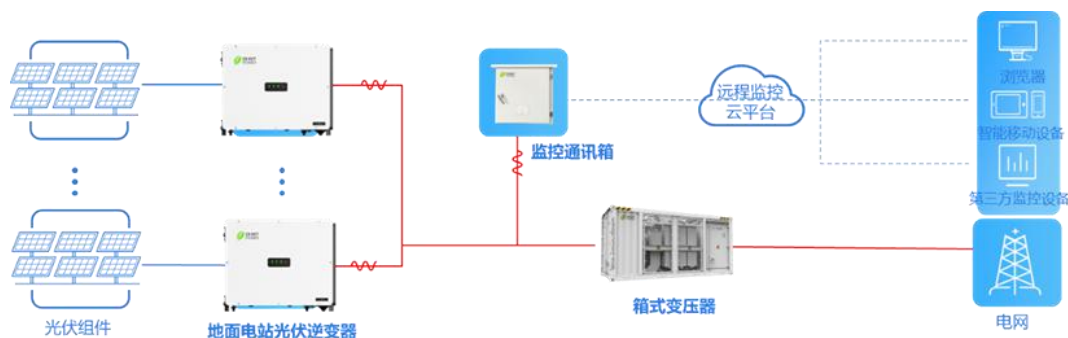 浏览器
远程监控
云平台
智能移动设备
监控通讯箱
第三方监控设备
光伏组件
地面电站光伏逆变器
箱式变压器
电网